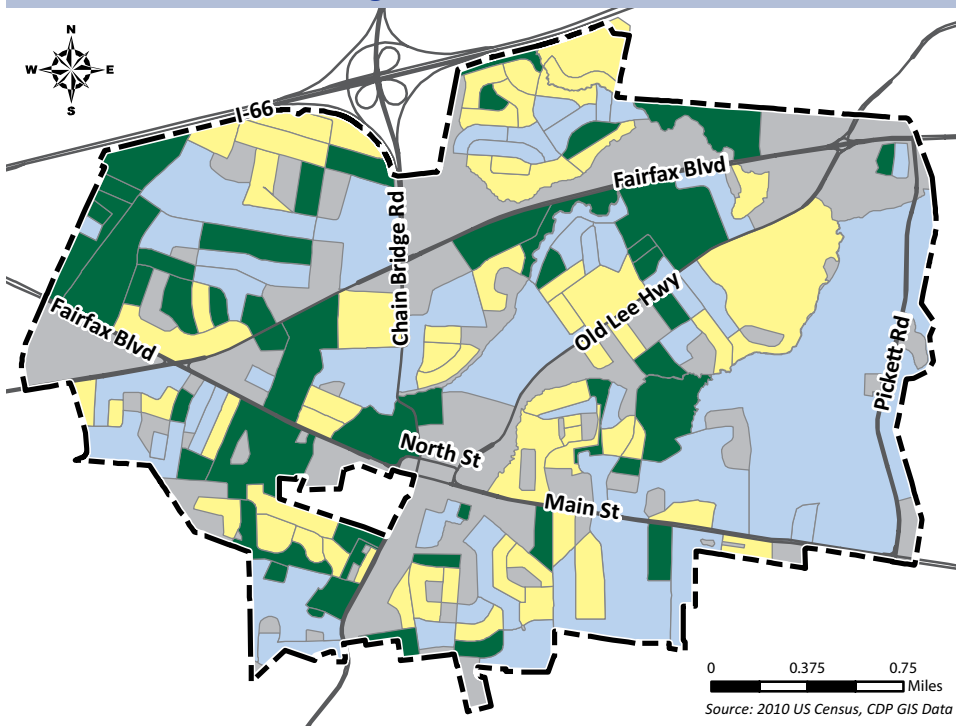 N
W E
S
I-66
Fairfax Blvd
Chain Bridge Rd
Old Lee Hwy
Fairfax Blvd
Pickett Rd
North St
Main St
0 0.375 0.75
Miles
Source: 2010 US Census, CDP GIS Data